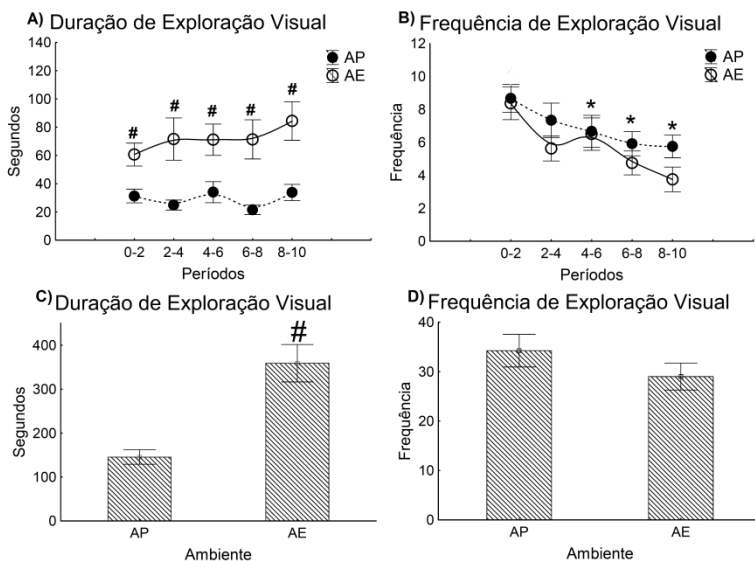 A) Duração de Exploração Visual
140
120
100
80
60
40
20
0
Segundos
AP
AE
# # # # #
0-2 2-4 4-6 6-8 8-10
Períodos
B) Frequência de Exploração Visual
12
10
8
6
4
2
0
Frequência
AP
AE
* * *
0-2 2-4 4-6 6-8 8-10
Períodos
C) Duração de Exploração Visual
400
300
200
100
0
Segundos
#
AP AE
Ambiente
D) Frequência de Exploração Visual
40
30
20
10
0
Frequência
AP AE
Ambiente